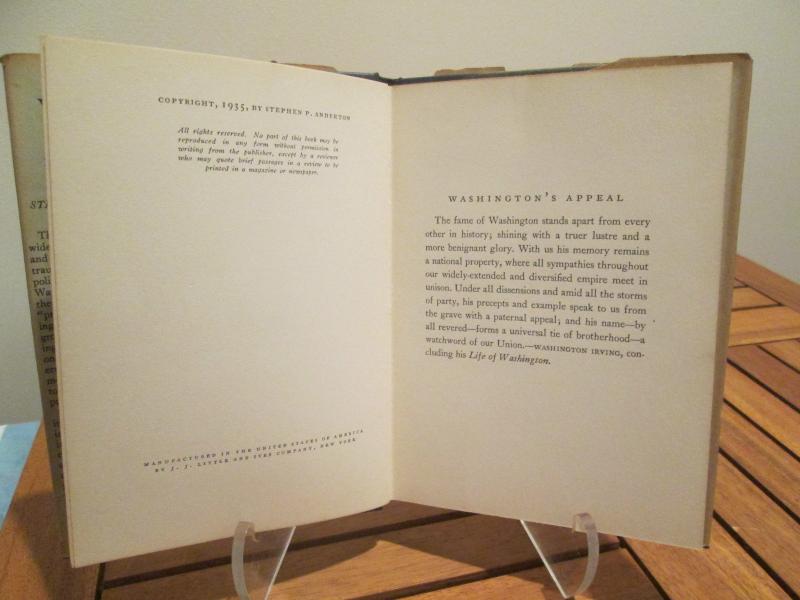 COPYRIGHT, 1935, BY STEPHEN P. ANDERTON
All rights reserved. No part of this book may be
reproduced in any form without permission in
writing from the publisher, except by a reviewer
who may quote brief passages in a review to be
printed in a magazine or newspaper.
MANUFACTURED IN THE UNITED STATES OF AMERICA
BY J. J. LITTLE AND IVES COMPANY, NEW YORK
WASHINGTON'S APPEAL
The fame of Washington stands apart from every
other in history; shining with a truer lustre and a
more benignant glory. With us his memory remains
a national property, where all sympathies throughout
our widely-extended and diversified empire meet in
unison. Under all dissensions and amid all the storms
of party, his precepts and example speak to us from
the grave with a paternal appeal; and his name—by
all revered—forms a universal tie of brotherhood—a
watchword of our Union.—WASHINGTON IRVING, con-
cluding his Life of Washington.